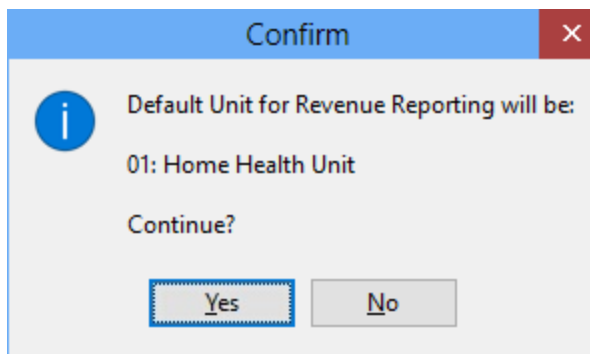 Confirm
Default Unit for Revenue Reporting will be:
01: Home Health Unit
Continue?
Yes
No